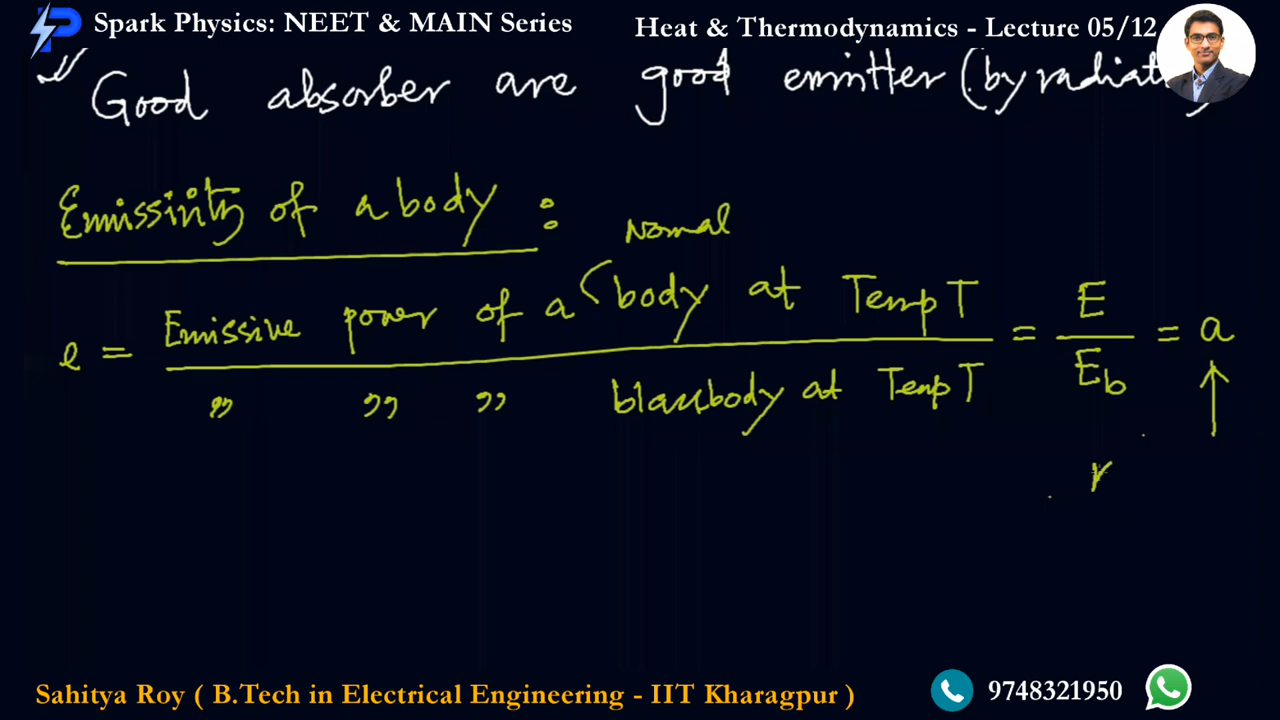 Spark Physics: NEET & MAIN Series
Heat & Thermodynamics - Lecture 05/12
Good absorber are good emitter (by radiat
Emissivity of a body :
Normal
e = Emissive power of a body at Temp T = E = a
" " " blackbody at Temp T E_b
Sahitya Roy ( B.Tech in Electrical Engineering - IIT Kharagpur )
9748321950